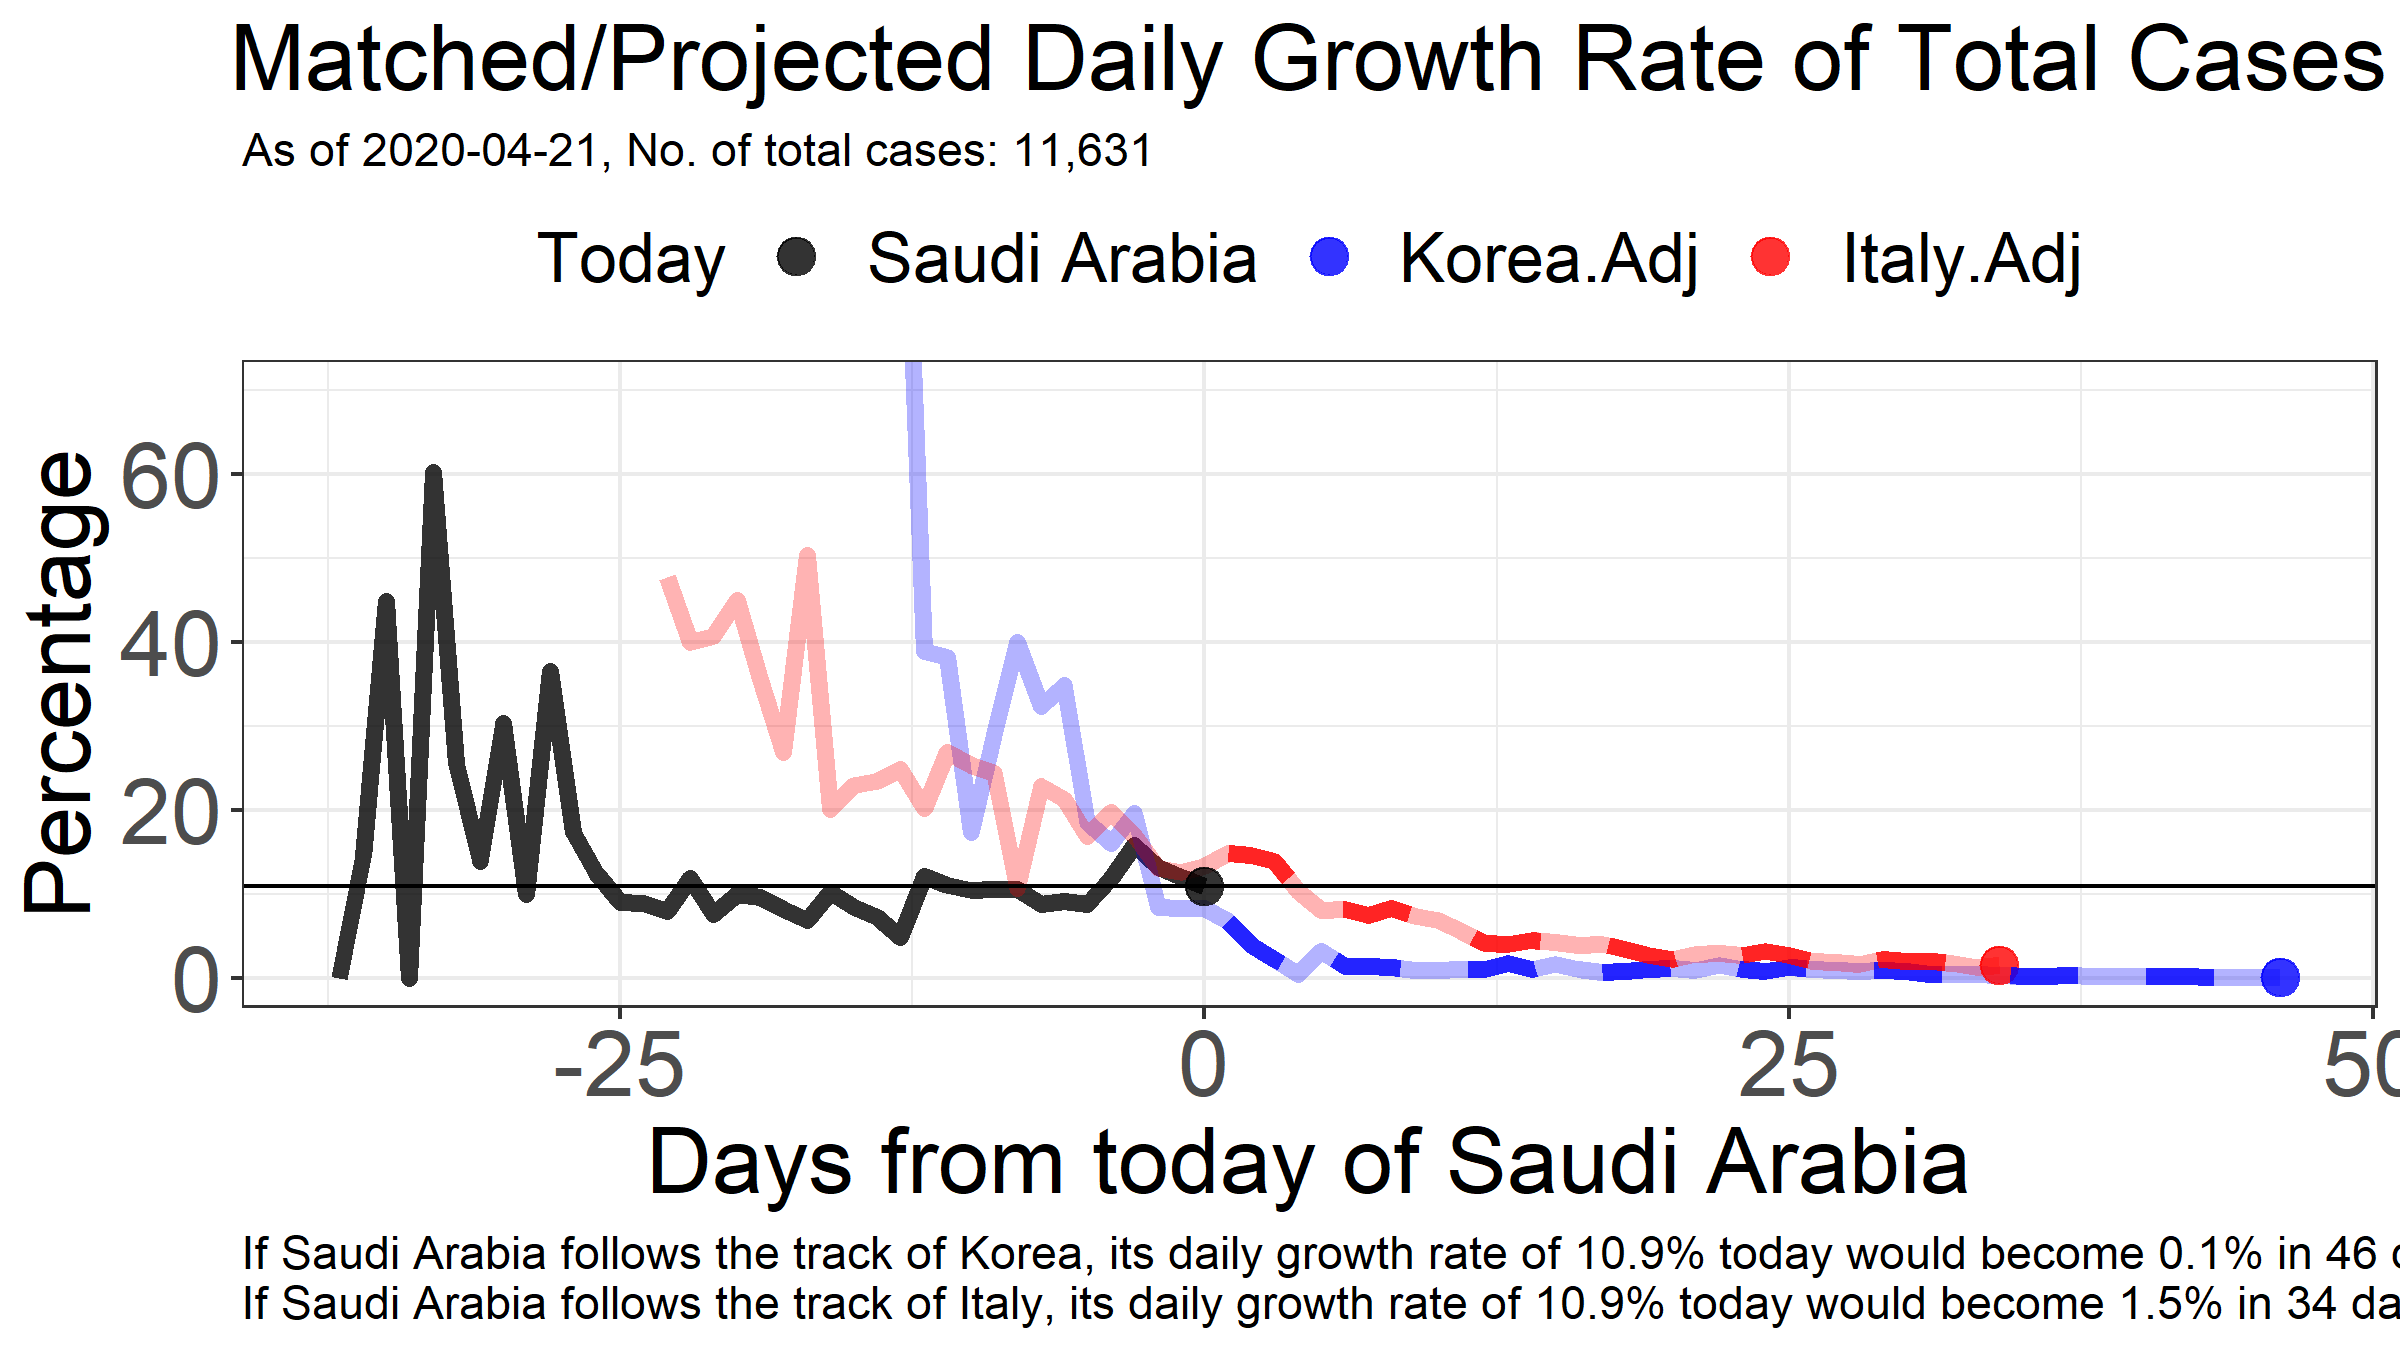 Matched/Projected Daily Growth Rate of Total Cases
As of 2020-04-21, No. of total cases: 11,631
Today Saudi Arabia Korea.Adj Italy.Adj
Percentage
60
40
20
0
-25 0 25 50
Days from today of Saudi Arabia
If Saudi Arabia follows the track of Korea, its daily growth rate of 10.9% today would become 0.1% in 46
If Saudi Arabia follows the track of Italy, its daily growth rate of 10.9% today would become 1.5% in 34 da